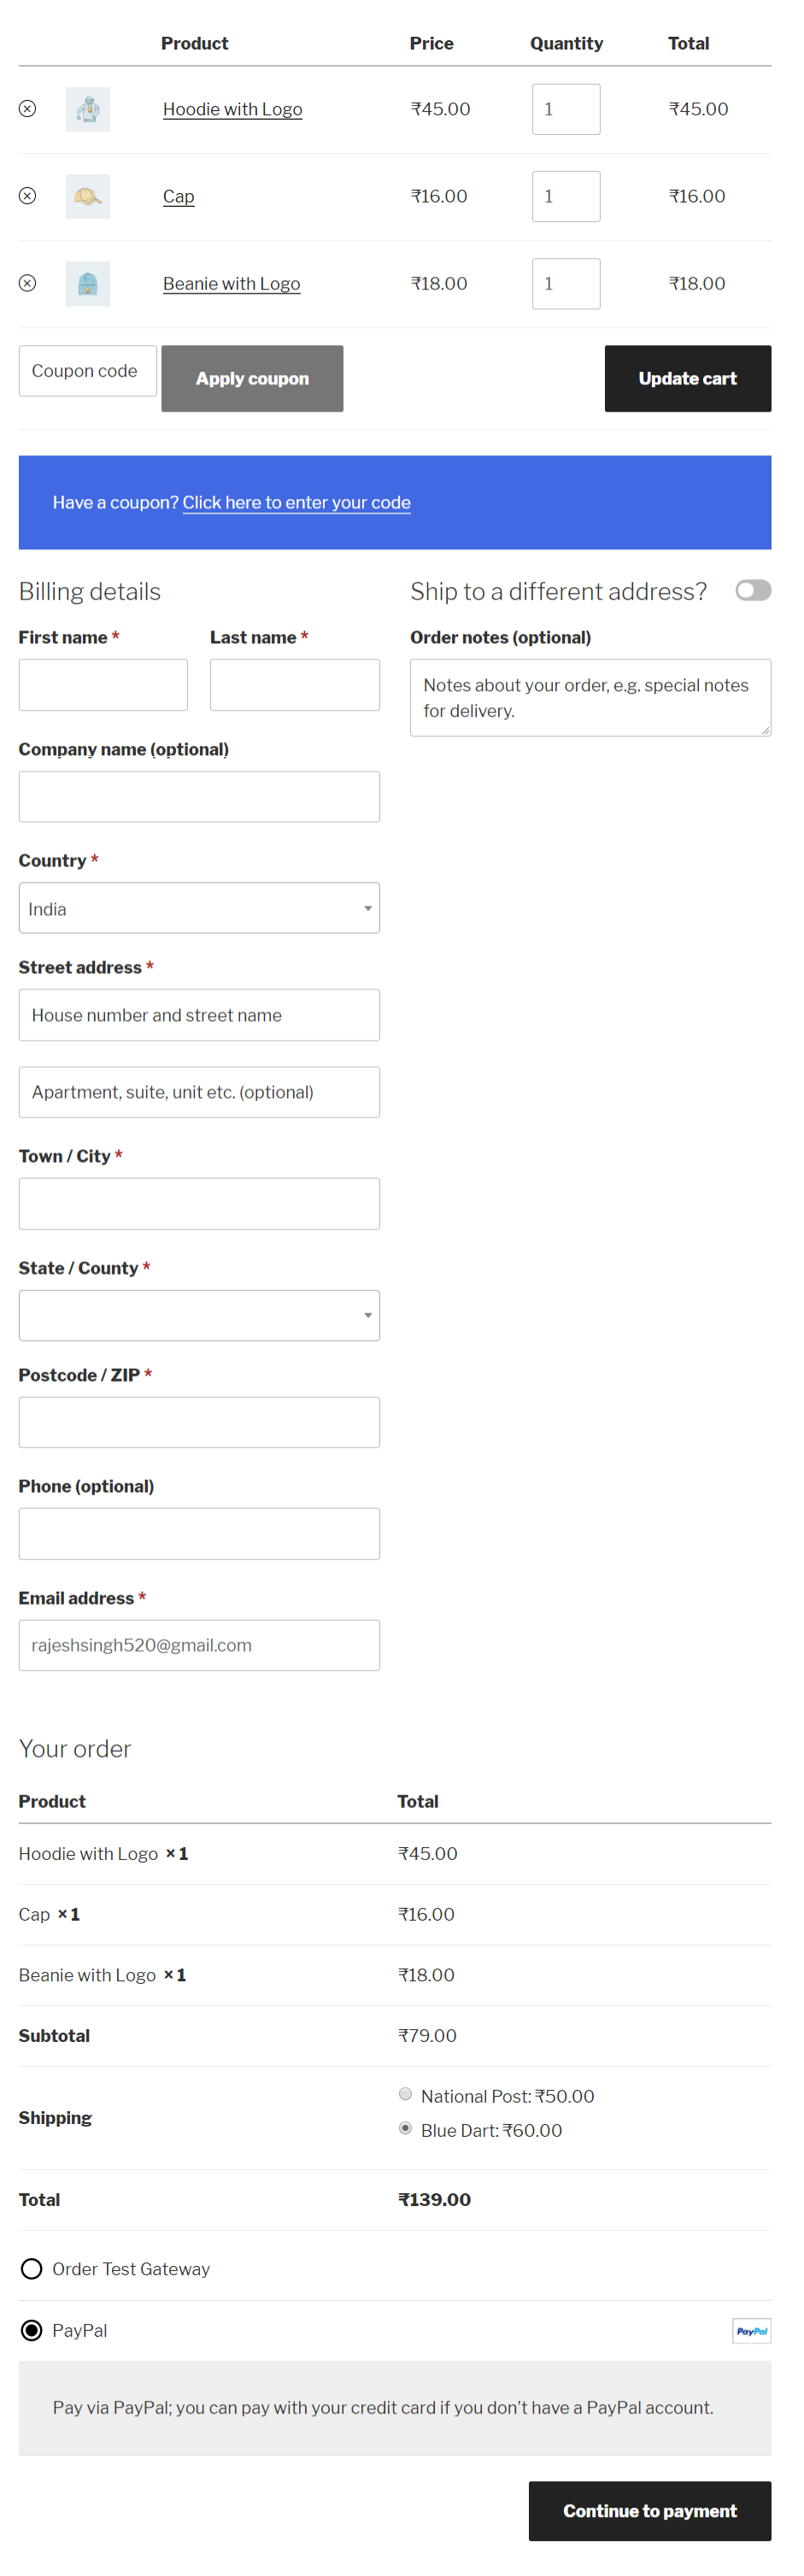 Product Price Quantity Total
Hoodie with Logo ₹45.00 1 ₹45.00
Cap ₹16.00 1 ₹16.00
Beanie with Logo ₹18.00 1 ₹18.00
Coupon code Apply coupon Update cart
Have a coupon? Click here to enter your code
Billing details
First name * Last name *
Company name (optional)
Country *
India
Street address *
House number and street name
Apartment, suite, unit etc. (optional)
Town / City *
State / County *
Postcode / ZIP *
Phone (optional)
Email address *
rajeshsingh520@gmail.com
Ship to a different address?
Order notes (optional)
Notes about your order, e.g. special notes
for delivery.
Your order
Product Total
Hoodie with Logo × 1 ₹45.00
Cap × 1 ₹16.00
Beanie with Logo × 1 ₹18.00
Subtotal ₹79.00
Shipping
National Post: ₹50.00
Blue Dart: ₹60.00
Total ₹139.00
Order Test Gateway
PayPal PayPal
Pay via PayPal; you can pay with your credit card if you don’t have a PayPal account.
Continue to payment